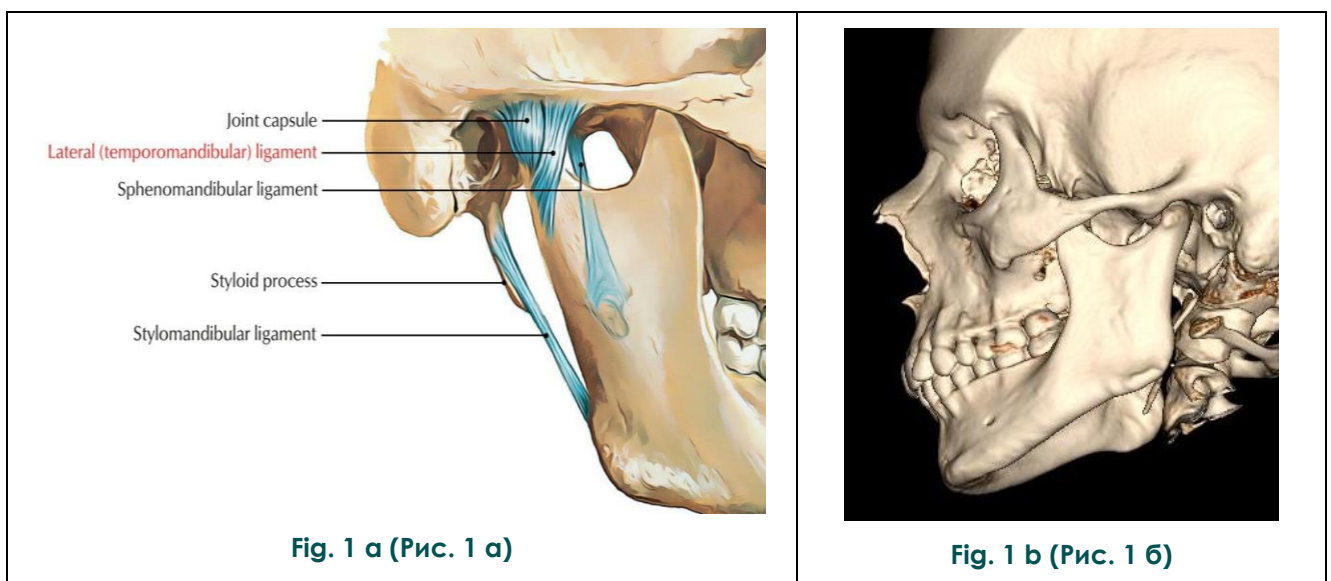 Joint capsule
Lateral (temporomandibular) ligament
Sphenomandibular ligament
Styloid process
Stylomandibular ligament
Fig. 1 a (Рис. 1 а)
Fig. 1 b (Рис. 1 б)